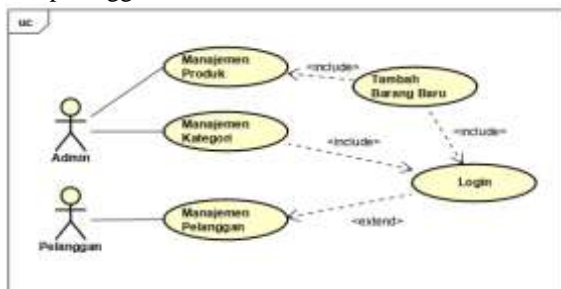 uc
Manajemen
Produk
<include>
Tambah
Barang Baru
Admin
Manajemen
Kategori
<include>
<include>
Login
Pelanggan
Manajemen
Pelanggan
<extend>